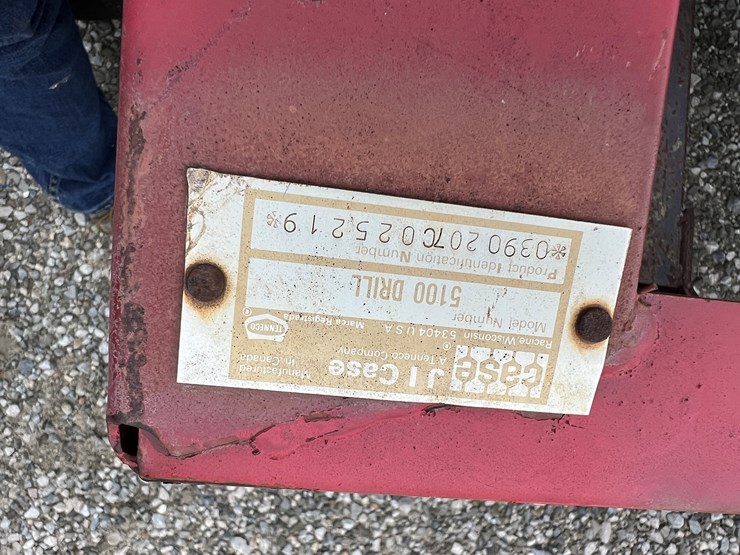 case J I Case
A Tenneco Company
Racine Wisconsin 53404 U S A
Manufactured
In Canada
TENNECO
Marca Registrada
Model Number
5100 DRILL
Product Identification Number
*0390207C025219*